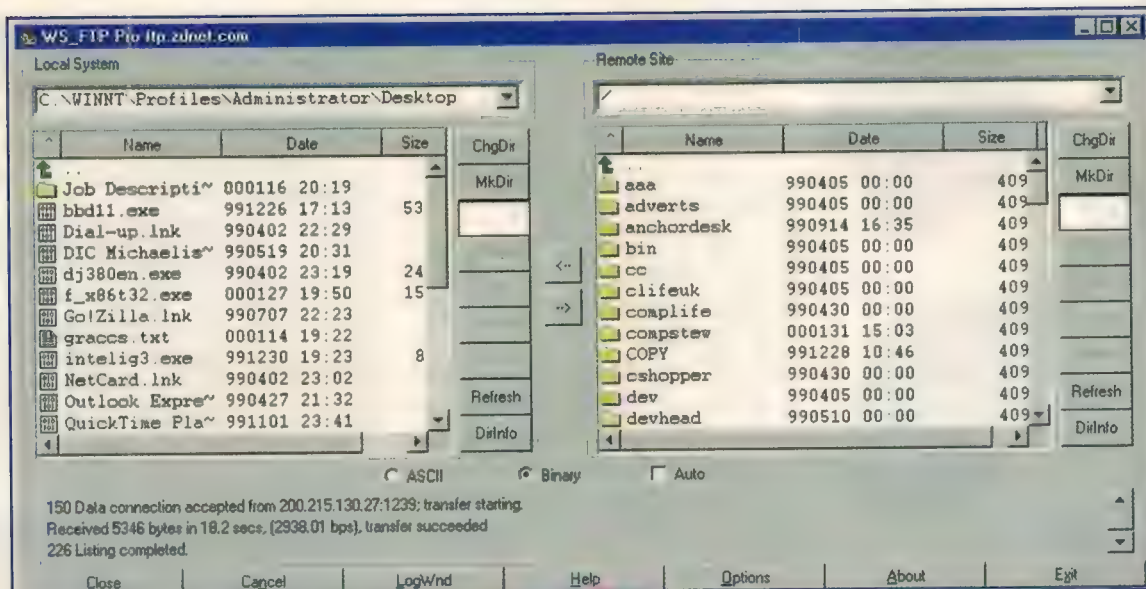 WS_FTP Pro ftp.zdnet.com
Local System
C:\WINNT\Profiles\Administrator\Desktop
^ Name Date Size
ChgDir
..
Job Descripti~ 000116 20:19
MkDir
bbd11.exe 991226 17:13 53
Dial-up.lnk 990402 22:29
DIC Michaelis~ 990519 20:31
dj380en.exe 990402 23:19 24
f_x86t32.exe 000127 19:50 15
Go!Zilla.lnk 990707 22:23
graccs.txt 000114 19:22
intelig3.exe 991230 19:23 8
NetCard.lnk 990402 23:02
Outlook Expre~ 990427 21:32
Refresh
QuickTime Pla~ 991101 23:41
DirInfo
<--
-->
Remote Site
/
^ Name Date Size
ChgDir
..
aaa 990405 00:00 409
MkDir
adverts 990405 00:00 409
anchordesk 990914 16:35 409
bin 990405 00:00 409
cc 990405 00:00 409
clifeuk 990405 00:00 409
complife 990430 00:00 409
compstew 000131 15:03 409
COPY 991228 10:46 409
cshopper 990430 00:00 409
dev 990405 00:00 409
Refresh
devhead 990510 00:00 409
DirInfo
ASCII Binary Auto
150 Data connection accepted from 200.215.130.27:1239; transfer starting.
Received 5346 bytes in 18.2 secs, (2938.01 bps), transfer succeeded
226 Listing completed.
Close Cancel LogWnd Help Options About Exit